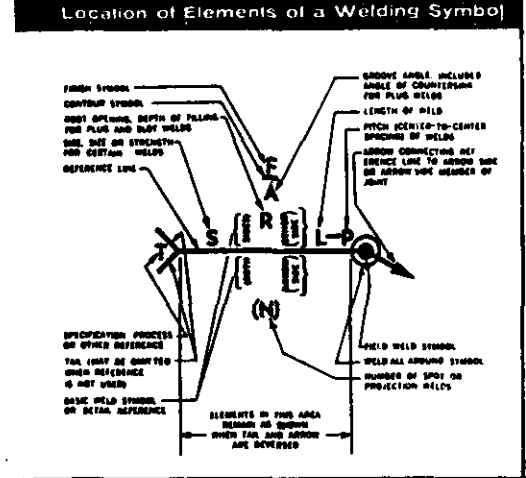 Location of Elements of a Welding Symbol
FINISH SYMBOL
CONTOUR SYMBOL
ROOT OPENING, DEPTH OF FILLING
FOR PLUG AND SLOT WELDS
SIZE, SIZE OR STRENGTH
FOR CERTAIN WELDS
REFERENCE LINE
GROOVE ANGLE, INCLUDED
ANGLE OF COUNTERSINK
FOR PLUG WELDS
LENGTH OF WELD
PITCH (CENTER-TO-CENTER
SPACING) OF WELDS
ARROW CONNECTING REF
ERENCE LINE TO ARROW SIDE
OR ARROW SIDE MEMBER OF
JOINT
F
A
R
S
L-P
T
(N)
SPECIFICATION PROCESS
OR OTHER REFERENCE
TAIL (MAY BE OMITTED
WHEN REFERENCE
IS NOT USED)
BASIC WELD SYMBOL
OR DETAIL REFERENCE
FIELD WELD SYMBOL
WELD ALL AROUND SYMBOL
NUMBER OF SPOT OR
PROJECTION WELDS
ELEMENTS IN THIS AREA
REMAIN AS SHOWN
WHEN TAIL AND ARROW
ARE REVERSED